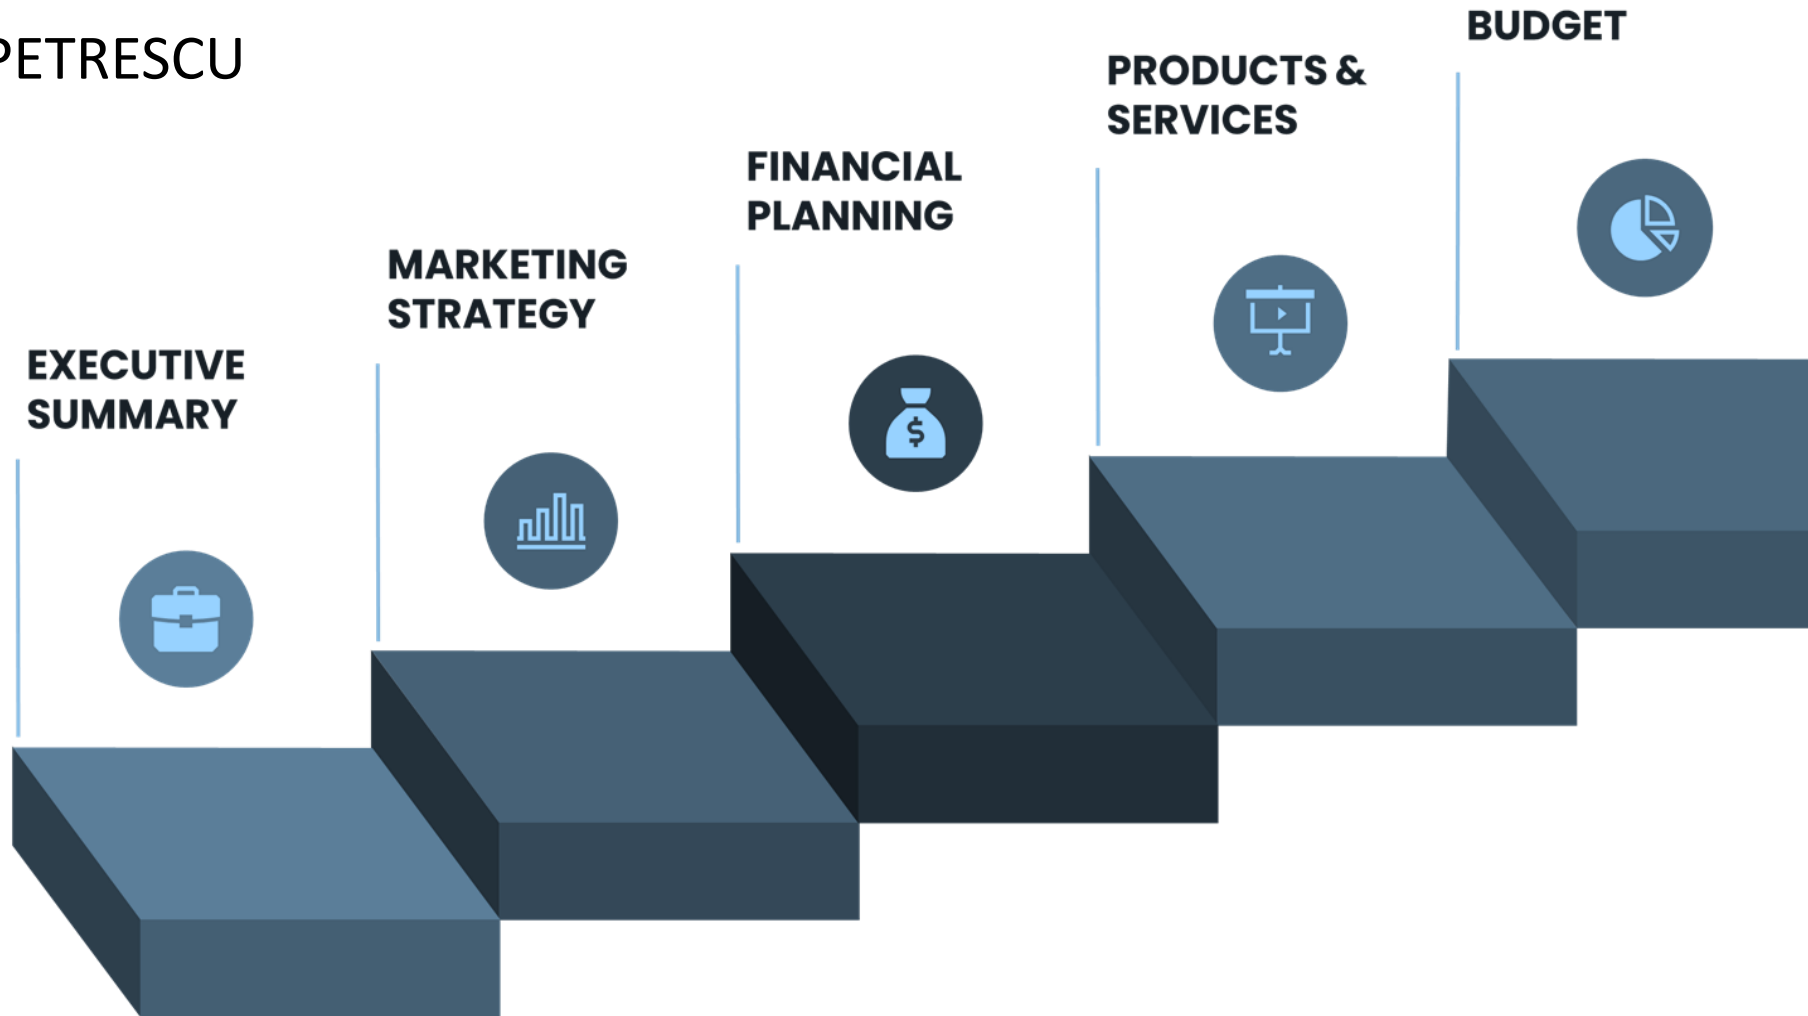 PETRESCU
EXECUTIVE
SUMMARY
MARKETING
STRATEGY
FINANCIAL
PLANNING
$
PRODUCTS &
SERVICES
BUDGET